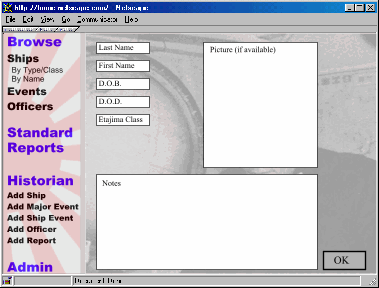 http://home.netscape.com/ Netscape
File Edit View Go Communicator Help
Browse
Ships
By Type/Class
By Name
Events
Officers
Standard
Reports
Historian
Add Ship
Add Major Event
Add Ship Event
Add Officer
Add Report
Admin
Last Name
First Name
D.O.B.
D.O.D.
Etajima Class
Picture (if available)
Notes
OK